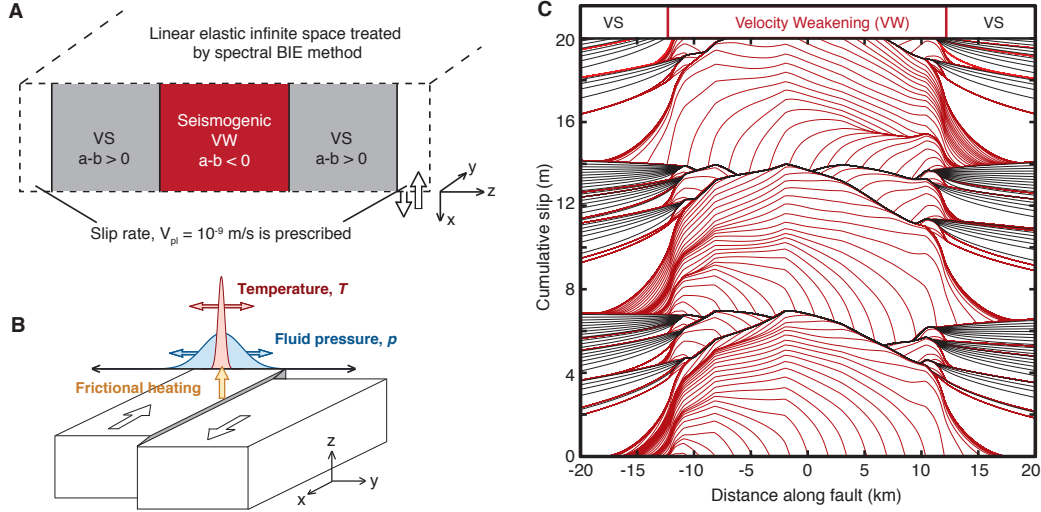 A
Linear elastic infinite space treated
by spectral BIE method
VS
a-b > 0
Seismogenic
VW
a-b < 0
VS
a-b > 0
y
z
x
Slip rate, Vpl = 10-9 m/s is prescribed
B
Temperature, T
Fluid pressure, p
Frictional heating
z
y
x
C
VS
Velocity Weakening (VW)
VS
20
16
12
8
4
0
Cumulative slip (m)
-20
-15
-10
-5
0
5
10
15
20
Distance along fault (km)